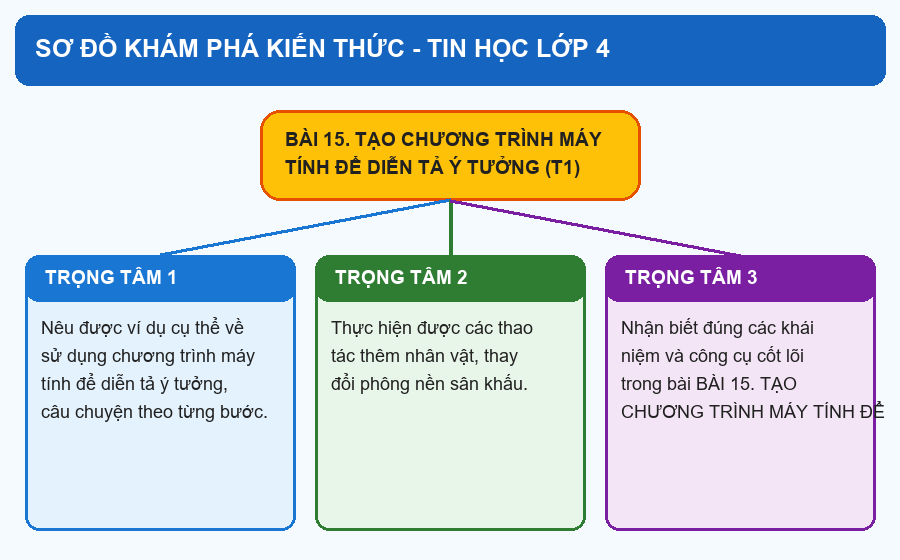 SƠ ĐỒ KHÁM PHÁ KIẾN THỨC - TIN HỌC LỚP 4
BÀI 15. TẠO CHƯƠNG TRÌNH MÁY
TÍNH ĐỂ DIỄN TẢ Ý TƯỞNG (T1)
TRỌNG TÂM 1
Nêu được ví dụ cụ thể về
sử dụng chương trình máy
tính để diễn tả ý tưởng,
câu chuyện theo từng bước.
TRỌNG TÂM 2
Thực hiện được các thao
tác thêm nhân vật, thay
đổi phông nền sân khấu.
TRỌNG TÂM 3
Nhận biết đúng các khái
niệm và công cụ cốt lõi
trong bài BÀI 15. TẠO
CHƯƠNG TRÌNH MÁY TÍNH ĐỂ